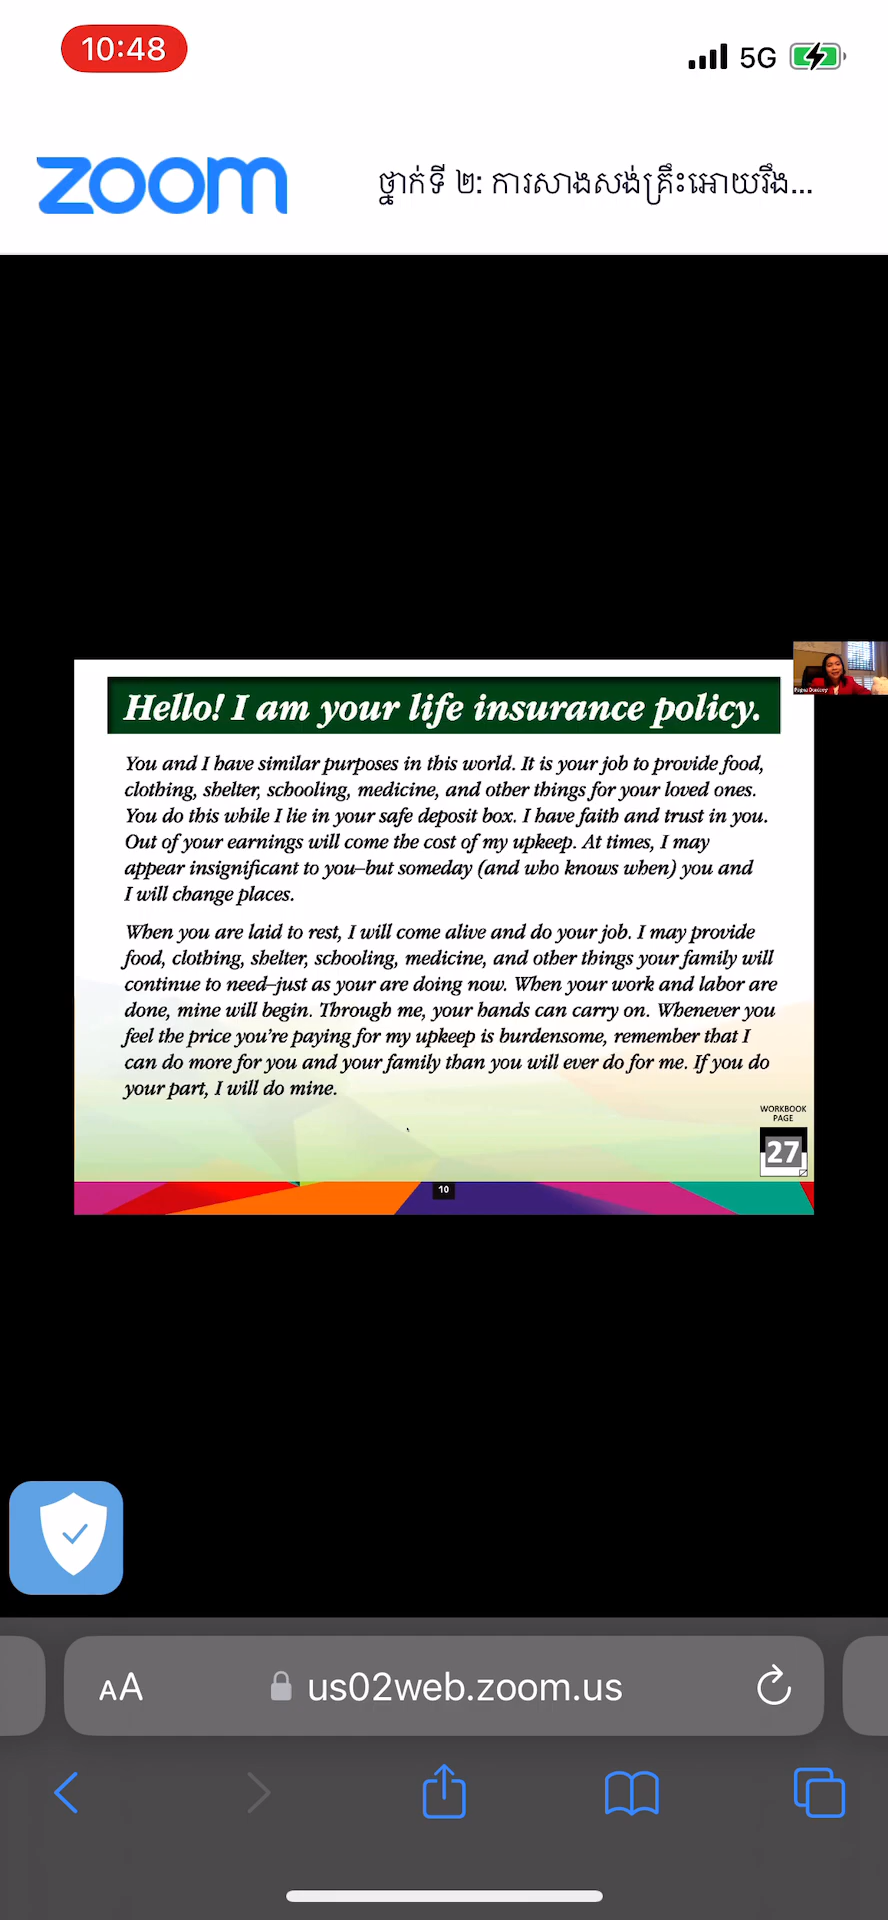 10:48
5G
zoom
ថ្នាក់ទី ២: ការសាងសង់គ្រឹះអោយរឹង...
Hello! I am your life insurance policy.
You and I have similar purposes in this world. It is your job to provide food,
clothing, shelter, schooling, medicine, and other things for your loved ones.
You do this while I lie in your safe deposit box. I have faith and trust in you.
Out of your earnings will come the cost of my upkeep. At times, I may
appear insignificant to you–but someday (and who knows when) you and
I will change places.
When you are laid to rest, I will come alive and do your job. I may provide
food, clothing, shelter, schooling, medicine, and other things your family will
continue to need–just as your are doing now. When your work and labor are
done, mine will begin. Through me, your hands can carry on. Whenever you
feel the price you're paying for my upkeep is burdensome, remember that I
can do more for you and your family than you will ever do for me. If you do
your part, I will do mine.
WORKBOOK
PAGE
27
10
AA
us02web.zoom.us